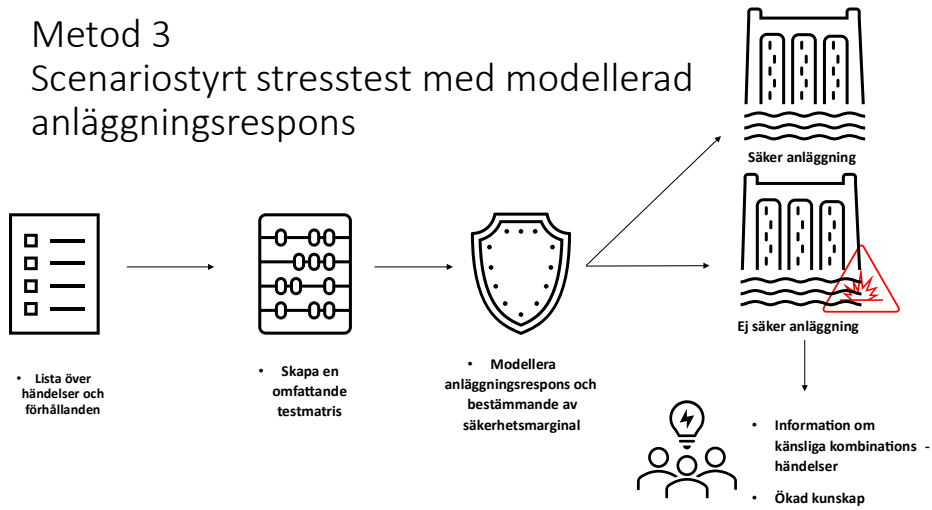 Metod 3
Scenariostyrt stresstest med modellerad
anläggningsrespons
Säker anläggning
Ej säker anläggning
• Lista över
händelser och
förhållanden
• Skapa en
omfattande
testmatris
• Modellera
anläggningsrespons och
bestämmande av
säkerhetsmarginal
• Information om
känsliga kombinations -
händelser
• Ökad kunskap